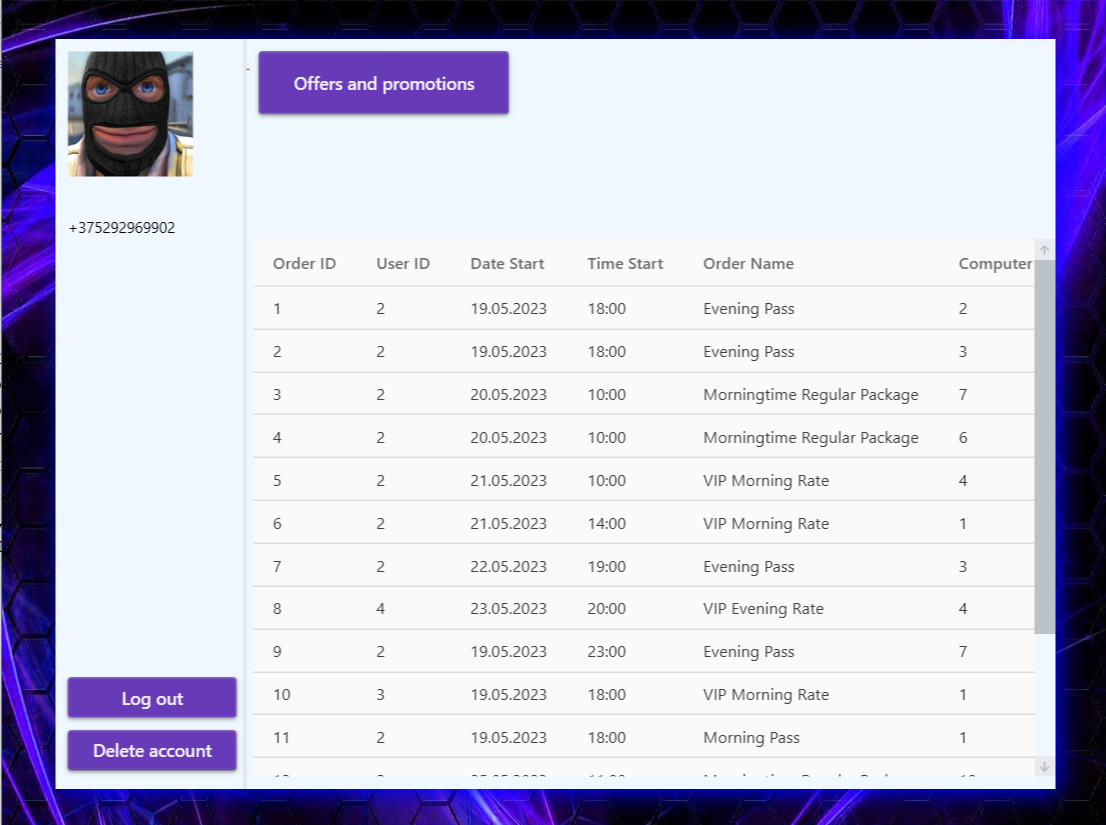 Offers and promotions
+375292969902
Order ID User ID Date Start Time Start Order Name Computer
1 2 19.05.2023 18:00 Evening Pass 2
2 2 19.05.2023 18:00 Evening Pass 3
3 2 20.05.2023 10:00 Morningtime Regular Package 7
4 2 20.05.2023 10:00 Morningtime Regular Package 6
5 2 21.05.2023 10:00 VIP Morning Rate 4
6 2 21.05.2023 14:00 VIP Morning Rate 1
7 2 22.05.2023 19:00 Evening Pass 3
8 4 23.05.2023 20:00 VIP Evening Rate 4
9 2 19.05.2023 23:00 Evening Pass 7
10 3 19.05.2023 18:00 VIP Morning Rate 1
11 2 19.05.2023 18:00 Morning Pass 1
Log out
Delete account